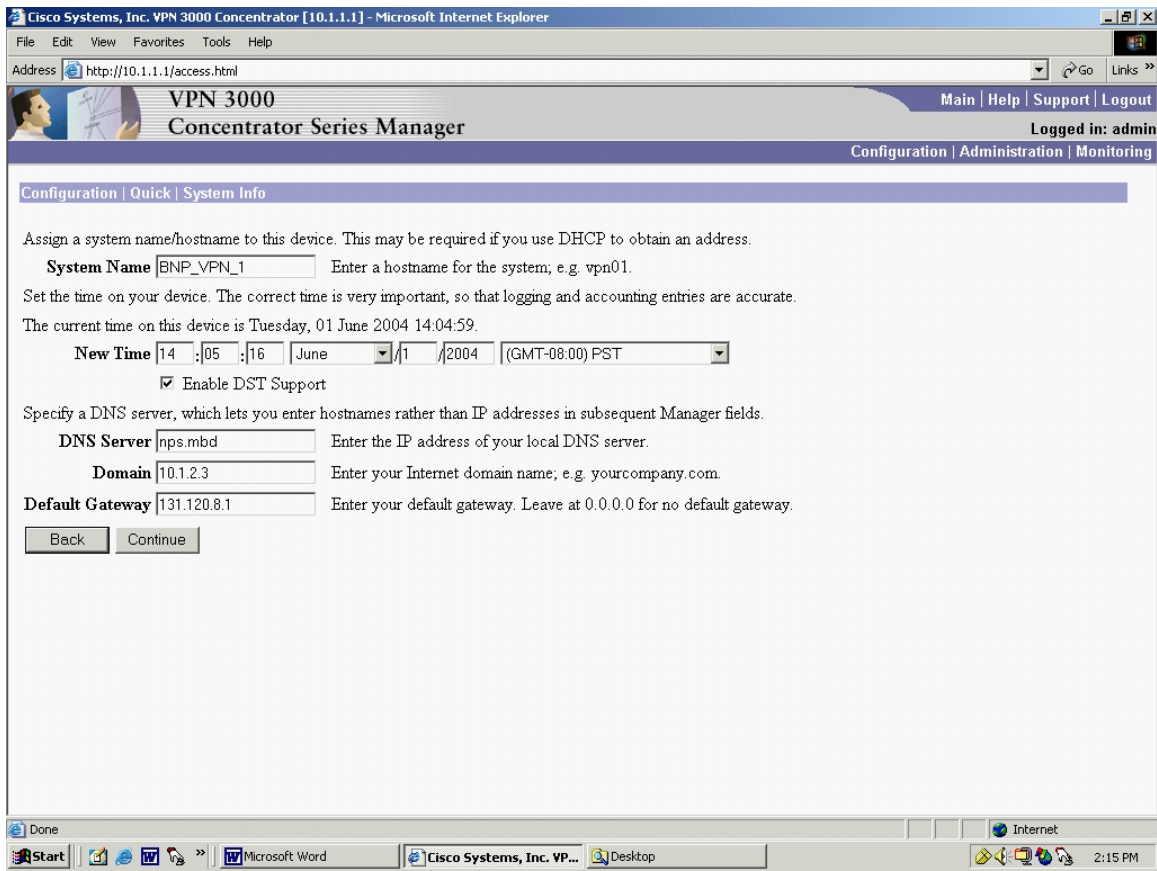 Cisco Systems, Inc. VPN 3000 Concentrator [10.1.1.1] - Microsoft Internet Explorer
File Edit View Favorites Tools Help
Address http://10.1.1.1/access.html Go Links »
VPN 3000
Concentrator Series Manager
Main | Help | Support | Logout
Logged in: admin
Configuration | Administration | Monitoring
Configuration | Quick | System Info
Assign a system name/hostname to this device. This may be required if you use DHCP to obtain an address.
System Name BNP_VPN_1 Enter a hostname for the system; e.g. vpn01.
Set the time on your device. The correct time is very important, so that logging and accounting entries are accurate.
The current time on this device is Tuesday, 01 June 2004 14:04:59.
New Time 14 : 05 : 16 June / 1 / 2004 (GMT-08:00) PST
Enable DST Support
Specify a DNS server, which lets you enter hostnames rather than IP addresses in subsequent Manager fields.
DNS Server nps.mbd Enter the IP address of your local DNS server.
Domain 10.1.2.3 Enter your Internet domain name; e.g. yourcompany.com.
Default Gateway 131.120.8.1 Enter your default gateway. Leave at 0.0.0.0 for no default gateway.
Back Continue
Done Internet
Start » Microsoft Word Cisco Systems, Inc. VP... Desktop 2:15 PM